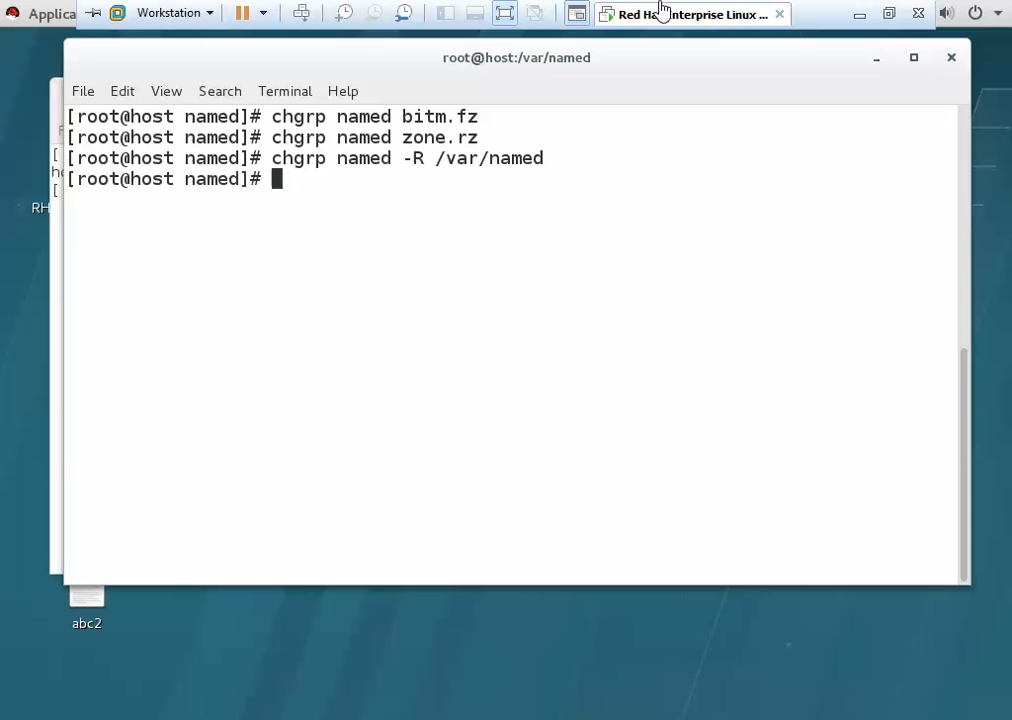 Applica
Workstation
Red Ha Enterprise Linux ...
root@host:/var/named
File Edit View Search Terminal Help
[root@host named]# chgrp named bitm.fz
[root@host named]# chgrp named zone.rz
[root@host named]# chgrp named -R /var/named
[root@host named]#
[
[
RH
abc2